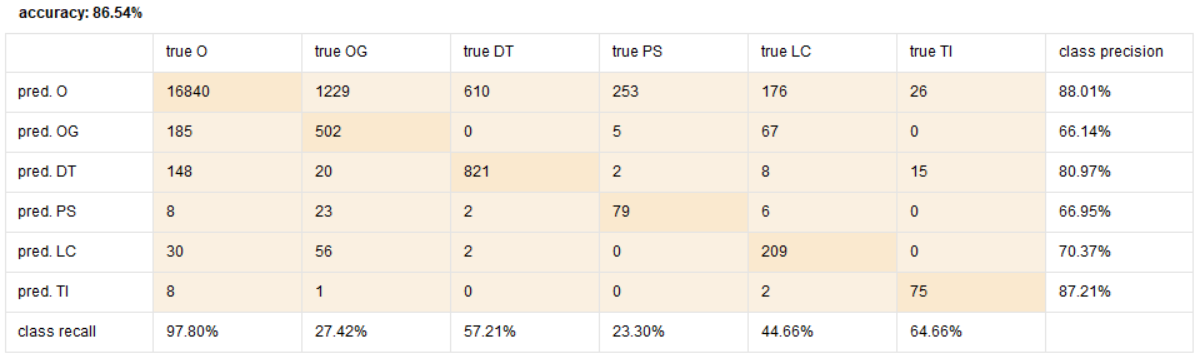 accuracy: 86.54%
true O true OG true DT true PS true LC true TI class precision
pred. O 16840 1229 610 253 176 26 88.01%
pred. OG 185 502 0 5 67 0 66.14%
pred. DT 148 20 821 2 8 15 80.97%
pred. PS 8 23 2 79 6 0 66.95%
pred. LC 30 56 2 0 209 0 70.37%
pred. TI 8 1 0 0 2 75 87.21%
class recall 97.80% 27.42% 57.21% 23.30% 44.66% 64.66%